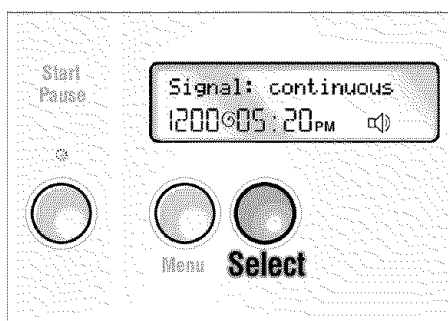 Start
Pause
Signal: continuous
1200 05:20PM
Menu Select